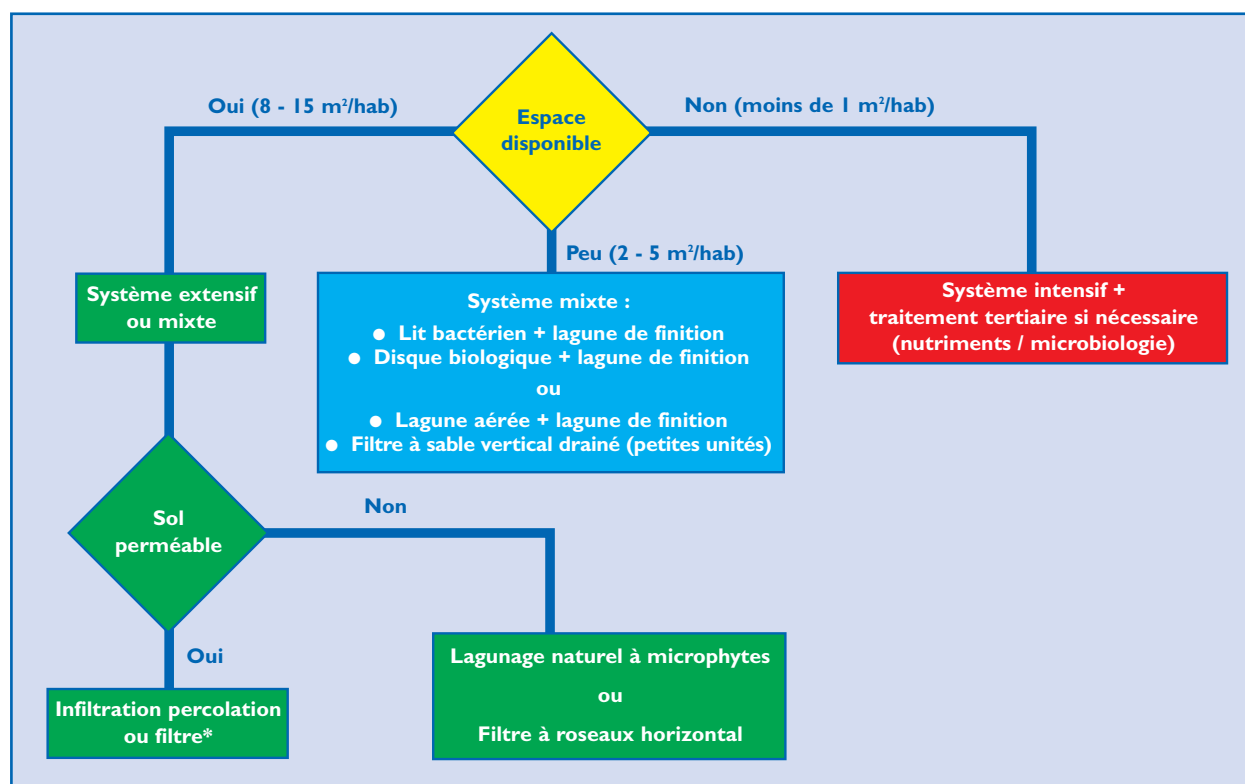 Espace
disponible
Oui (8 - 15 m²/hab)
Non (moins de 1 m²/hab)
Peu (2 - 5 m²/hab)
Système extensif
ou mixte
Système mixte :
● Lit bactérien + lagune de finition
● Disque biologique + lagune de finition
ou
● Lagune aérée + lagune de finition
● Filtre à sable vertical drainé (petites unités)
Système intensif +
traitement tertiaire si nécessaire
(nutriments / microbiologie)
Sol
perméable
Non
Oui
Infiltration percolation
ou filtre*
Lagunage naturel à microphytes
ou
Filtre à roseaux horizontal